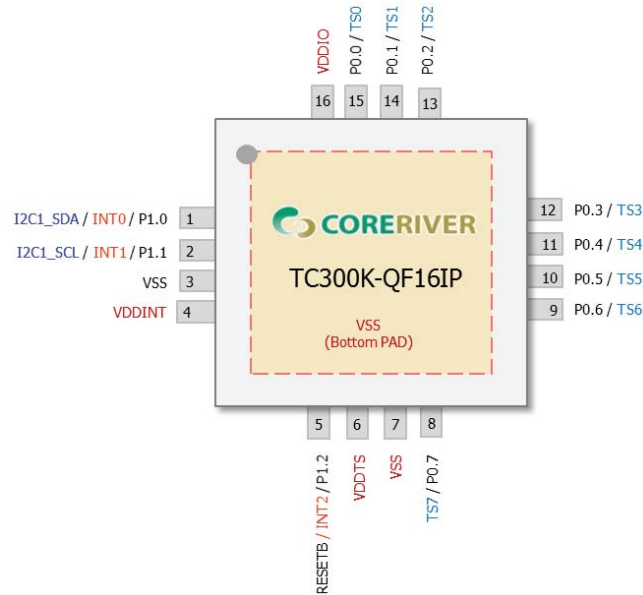 VDDIO
P0.0 / TS0
P0.1 / TS1
P0.2 / TS2
16
15
14
13
I2C1_SDA / INT0 / P1.0
1
I2C1_SCL / INT1 / P1.1
2
VSS
3
VDDINT
4
CORERIVER
TC300K-QF16IP
VSS
(Bottom PAD)
12
P0.3 / TS3
11
P0.4 / TS4
10
P0.5 / TS5
9
P0.6 / TS6
5
6
7
8
RESETB / INT2 / P1.2
VDDTS
VSS
TS7 / P0.7